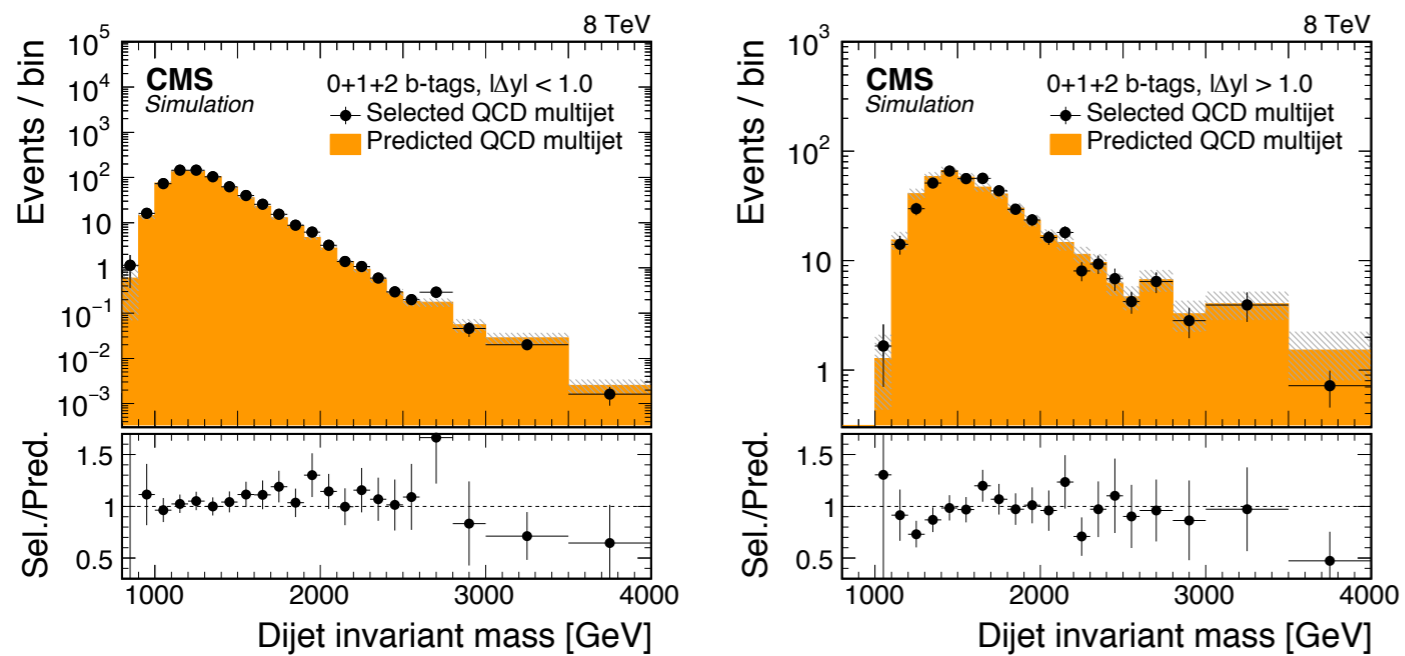 8 TeV
Events / bin
10^5
10^4
10^3
10^2
10
1
10^−1
10^−2
10^−3
CMS
Simulation
0+1+2 b-tags, |Δy| < 1.0
Selected QCD multijet
Predicted QCD multijet
Sel./Pred.
1.5
1
0.5
1000 2000 3000 4000
Dijet invariant mass [GeV]
8 TeV
Events / bin
10^3
10^2
10
1
CMS
Simulation
0+1+2 b-tags, |Δy| > 1.0
Selected QCD multijet
Predicted QCD multijet
Sel./Pred.
1.5
1
0.5
1000 2000 3000 4000
Dijet invariant mass [GeV]